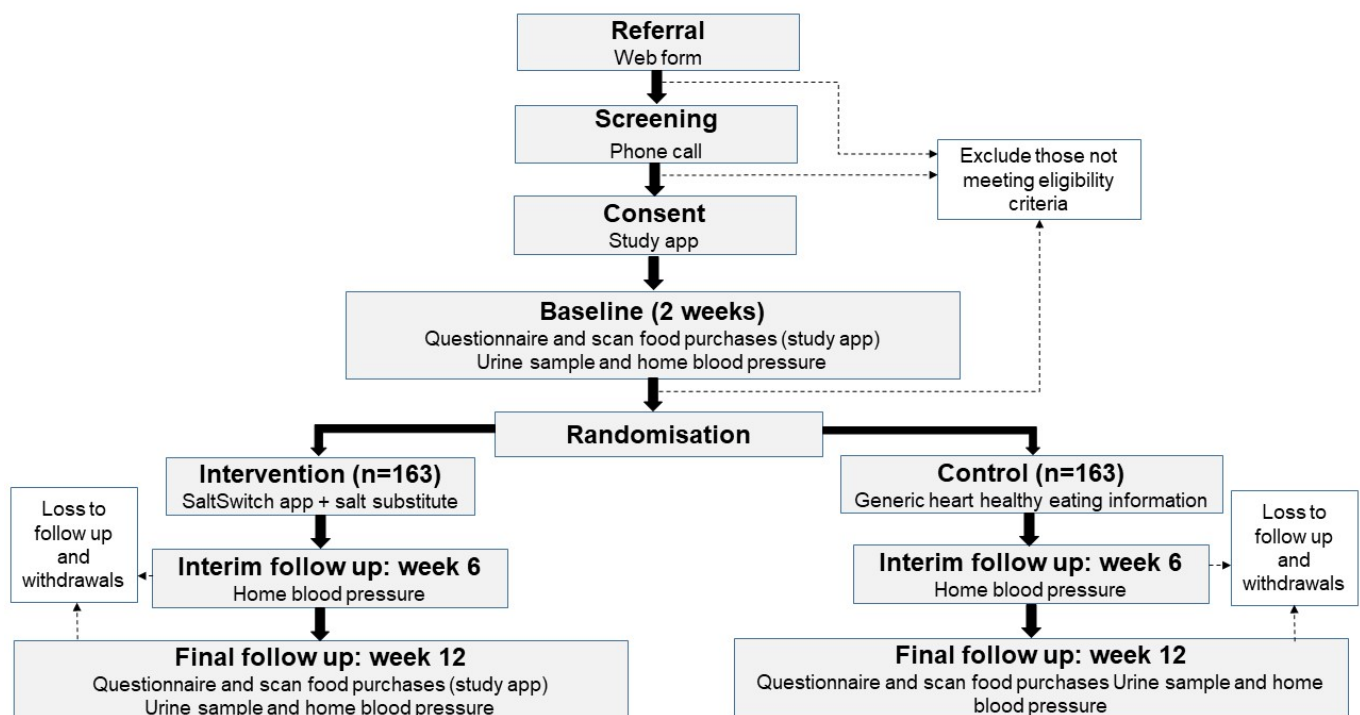 Referral
Web form
Screening
Phone call
Exclude those not
meeting eligibility
criteria
Consent
Study app
Baseline (2 weeks)
Questionnaire and scan food purchases (study app)
Urine sample and home blood pressure
Randomisation
Intervention (n=163)
SaltSwitch app + salt substitute
Control (n=163)
Generic heart healthy eating information
Loss to
follow up
and
withdrawals
Interim follow up: week 6
Home blood pressure
Interim follow up: week 6
Home blood pressure
Loss to
follow up
and
withdrawals
Final follow up: week 12
Questionnaire and scan food purchases (study app)
Urine sample and home blood pressure
Final follow up: week 12
Questionnaire and scan food purchases Urine sample and home
blood pressure